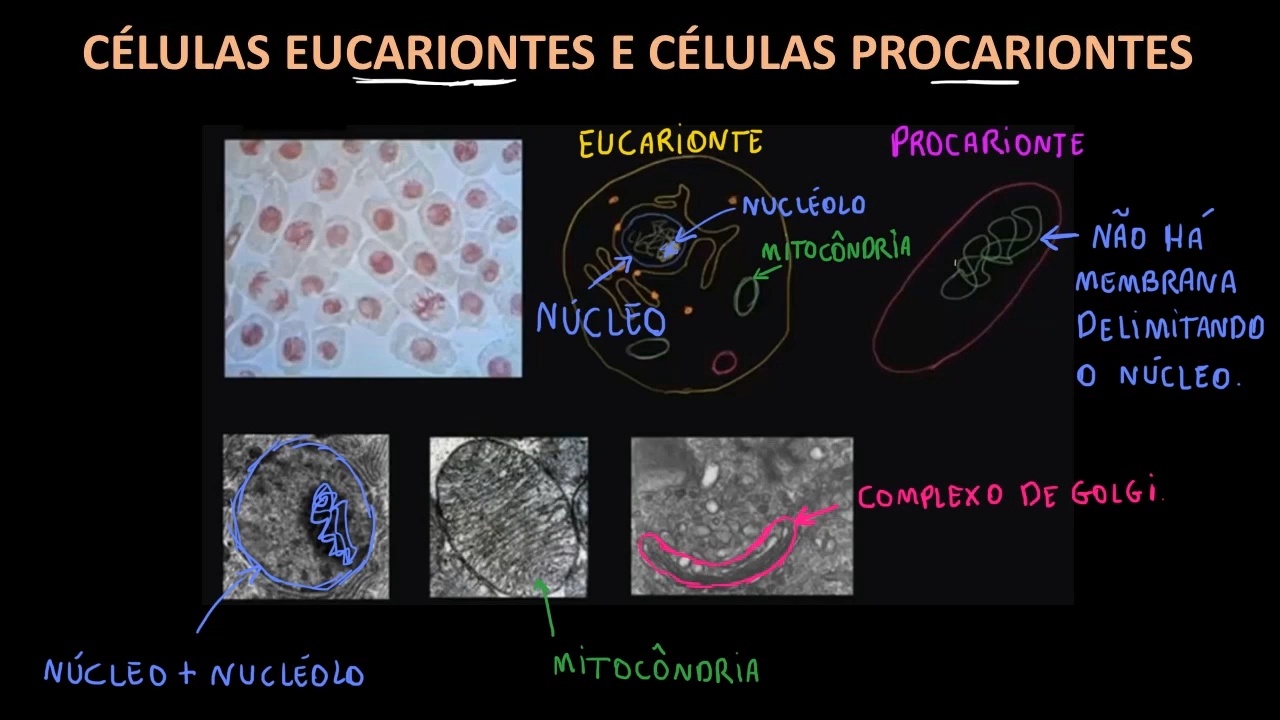 CÉLULAS EUCARIONTES E CÉLULAS PROCARIONTES
EUCARIONTE
PROCARIONTE
NUCLÉOLO
MITOCÔNDRIA
NÚCLEO
NÃO HÁ
MEMBRANA
DELIMITANDO
O NÚCLEO.
COMPLEXO DE GOLGI.
NÚCLEO + NUCLÉOLO
MITOCÔNDRIA